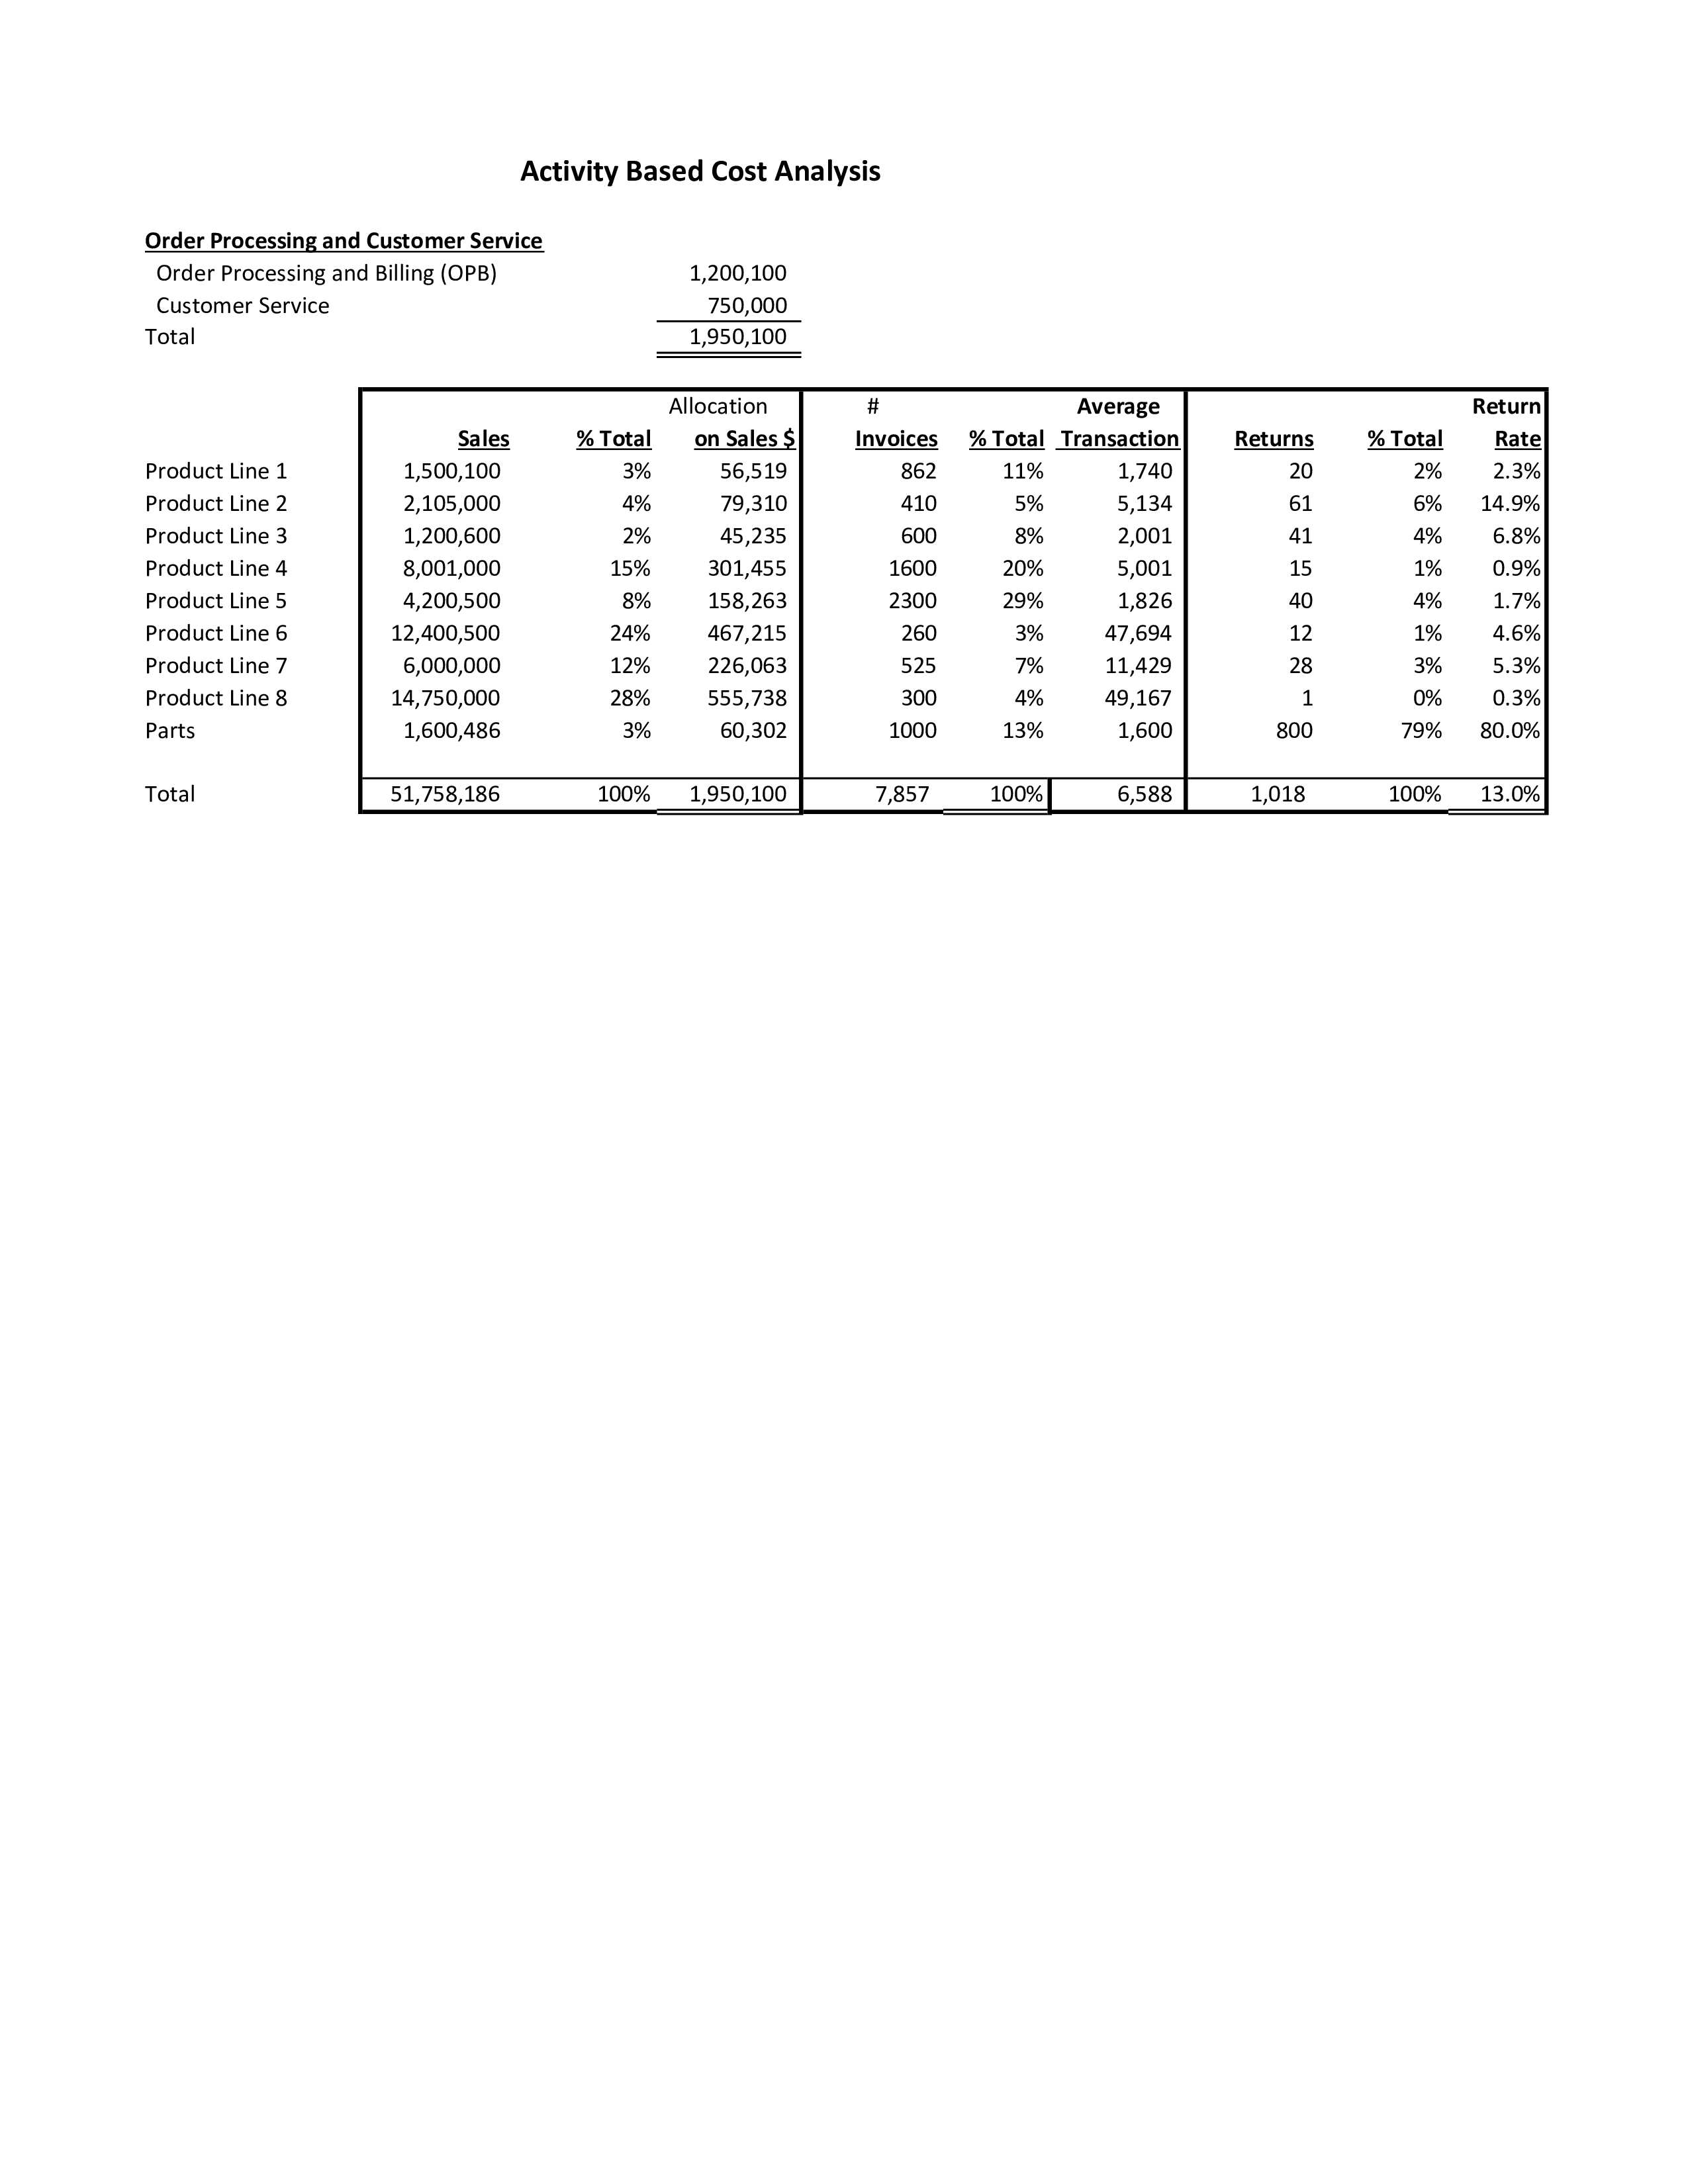 Activity Based Cost Analysis
Order Processing and Customer Service
Order Processing and Billing (OPB) 1,200,100
Customer Service 750,000
Total 1,950,100
Allocation # Average Return
Sales % Total on Sales $ Invoices % Total Transaction Returns % Total Rate
Product Line 1 1,500,100 3% 56,519 862 11% 1,740 20 2% 2.3%
Product Line 2 2,105,000 4% 79,310 410 5% 5,134 61 6% 14.9%
Product Line 3 1,200,600 2% 45,235 600 8% 2,001 41 4% 6.8%
Product Line 4 8,001,000 15% 301,455 1600 20% 5,001 15 1% 0.9%
Product Line 5 4,200,500 8% 158,263 2300 29% 1,826 40 4% 1.7%
Product Line 6 12,400,500 24% 467,215 260 3% 47,694 12 1% 4.6%
Product Line 7 6,000,000 12% 226,063 525 7% 11,429 28 3% 5.3%
Product Line 8 14,750,000 28% 555,738 300 4% 49,167 1 0% 0.3%
Parts 1,600,486 3% 60,302 1000 13% 1,600 800 79% 80.0%
Total 51,758,186 100% 1,950,100 7,857 100% 6,588 1,018 100% 13.0%